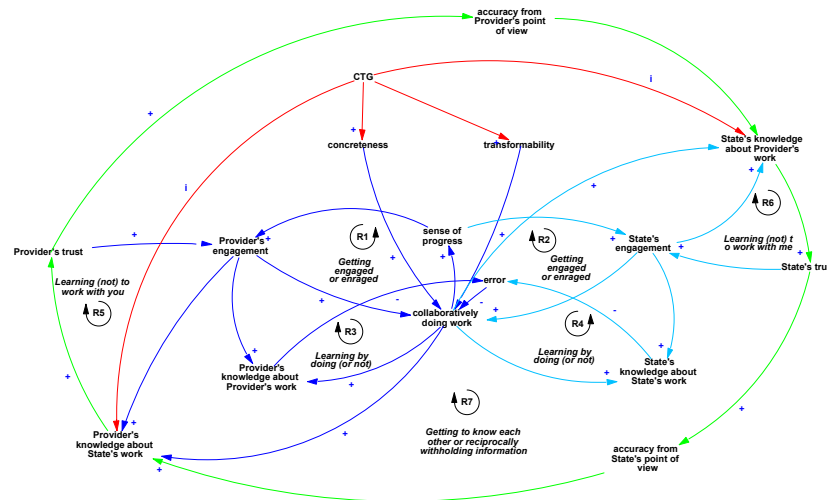 accuracy from
Provider's point
of view
+
CTG
i
+
concreteness
+
transformability
State's knowledge
about Provider's
work
+
+
+
R6
i
Learning (not) t
o work with me
Provider's trust
+
Provider's
engagement
+
R1
Getting
engaged
or enraged
sense of
progress
+
+
+
R2
Getting
engaged
or enraged
+
State's
engagement
+
+
State's tru
Learning (not) to
work with you
R5
error
+
-
-
+
-
collaboratively
doing work
R3
R4
Learning by
doing (or not)
Learning by
doing (or not)
+
+
Provider's
knowledge about
Provider's work
+
+
+
State's
knowledge about
State's work
+
R7
Getting to know each
other or reciprocally
withholding information
+
+
+
Provider's
knowledge about
State's work
+
accuracy from
State's point of
view